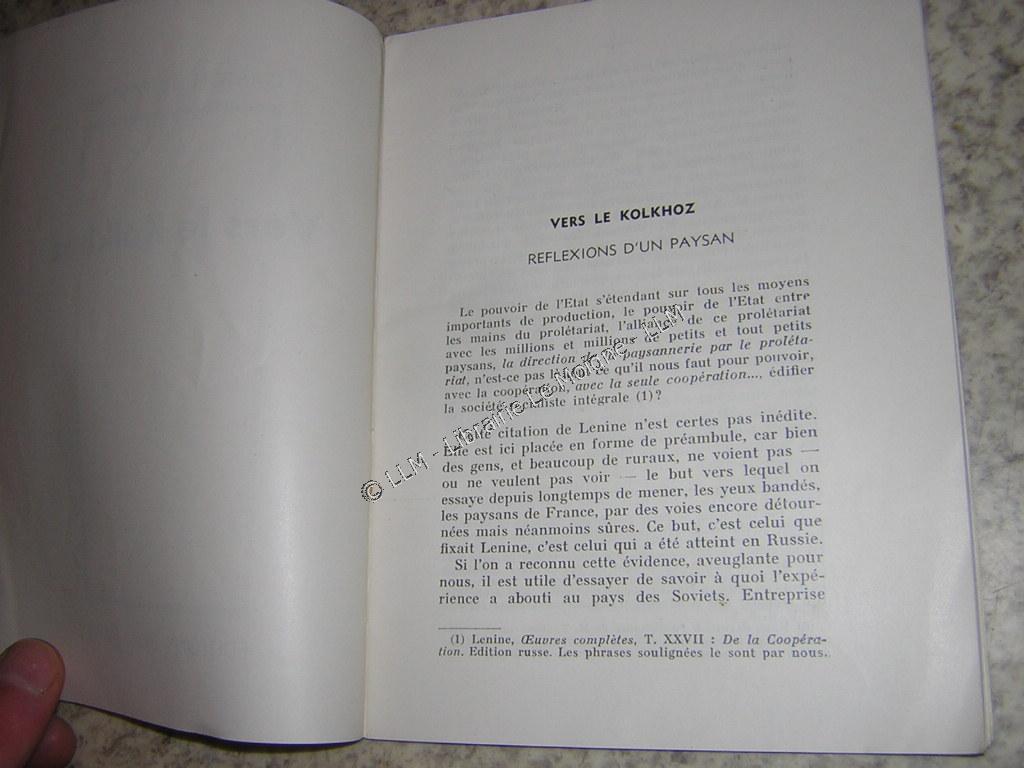 VERS LE KOLKHOZ
REFLEXIONS D'UN PAYSAN
Le pouvoir de l'Etat s'étendant sur tous les moyens
importants de production, le pouvoir de l'Etat entre
les mains du prolétariat, l'alliance de ce prolétariat
avec les millions et millions de petits et tout petits
paysans, la direction de la paysannerie par le proléta-
riat, n'est-ce pas là tout ce qu'il nous faut pour pouvoir,
avec la coopération, avec la seule coopération..., édifier
la société socialiste intégrale (1) ?
Cette citation de Lenine n'est certes pas inédite.
Elle est ici placée en forme de préambule, car bien
des gens, et beaucoup de ruraux, ne voient pas —
ou ne veulent pas voir — le but vers lequel on
essaye depuis longtemps de mener, les yeux bandés,
les paysans de France, par des voies encore détour-
nées mais néanmoins sûres. Ce but, c'est celui que
fixait Lenine, c'est celui qui a été atteint en Russie.
Si l'on a reconnu cette évidence, aveuglante pour
nous, il est utile d'essayer de savoir à quoi l'expé-
rience a abouti au pays des Soviets. Entreprise
(1) Lenine, Œuvres complètes, T. XXVII : De la Coopéra-
tion. Edition russe. Les phrases soulignées le sont par nous.
© LLM - Librairie Le Moigne - LLM